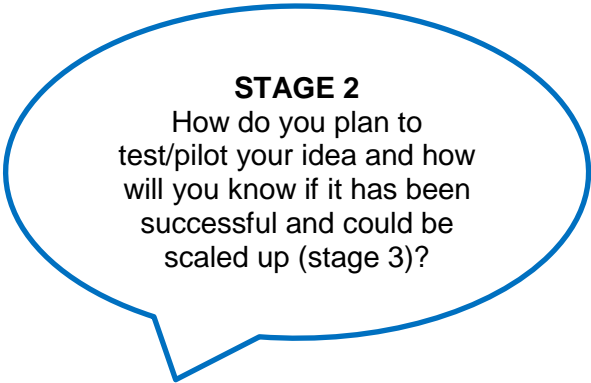 STAGE 2
How do you plan to
test/pilot your idea and how
will you know if it has been
successful and could be
scaled up (stage 3)?